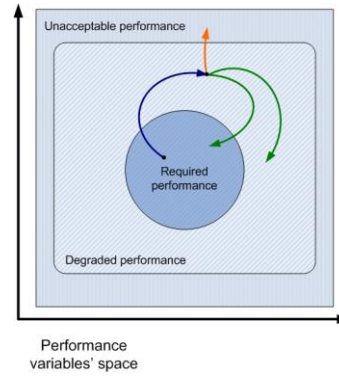 Unacceptable performance
Required
performance
Degraded performance
Performance
variables' space